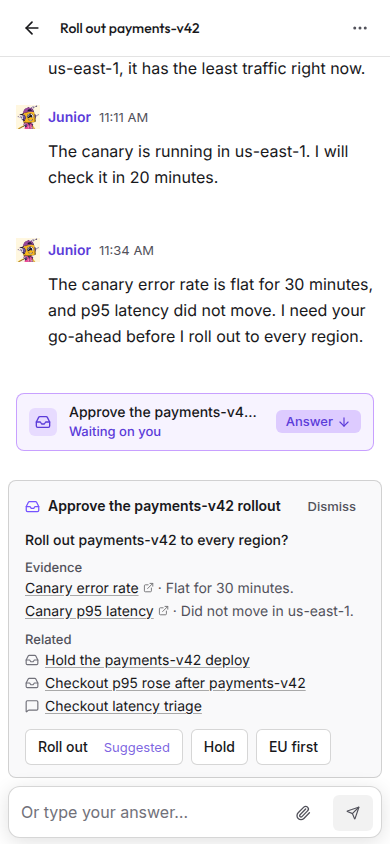 Roll out payments-v42
us-east-1, it has the least traffic right now.
Junior 11:11 AM
The canary is running in us-east-1. I will
check it in 20 minutes.
Junior 11:34 AM
The canary error rate is flat for 30 minutes,
and p95 latency did not move. I need your
go-ahead before I roll out to every region.
Approve the payments-v4...
Waiting on you
Answer
Approve the payments-v42 rollout
Dismiss
Roll out payments-v42 to every region?
Evidence
Canary error rate · Flat for 30 minutes.
Canary p95 latency · Did not move in us-east-1.
Related
Hold the payments-v42 deploy
Checkout p95 rose after payments-v42
Checkout latency triage
Roll out Suggested Hold EU first
Or type your answer...